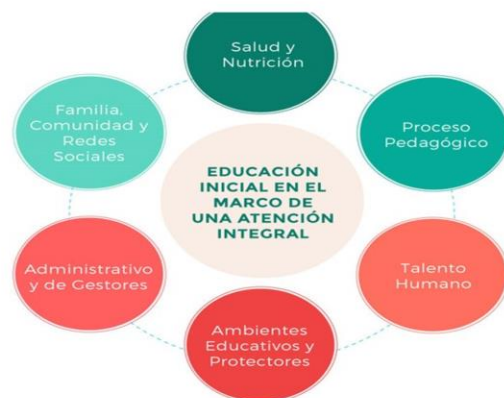 Salud y
Nutrición
Familia,
Comunidad y
Redes
Sociales
Proceso
Pedagógico
EDUCACIÓN
INICIAL EN EL
MARCO DE
UNA ATENCIÓN
INTEGRAL
Administrativo
y de Gestores
Talento
Humano
Ambientes
Educativos y
Protectores